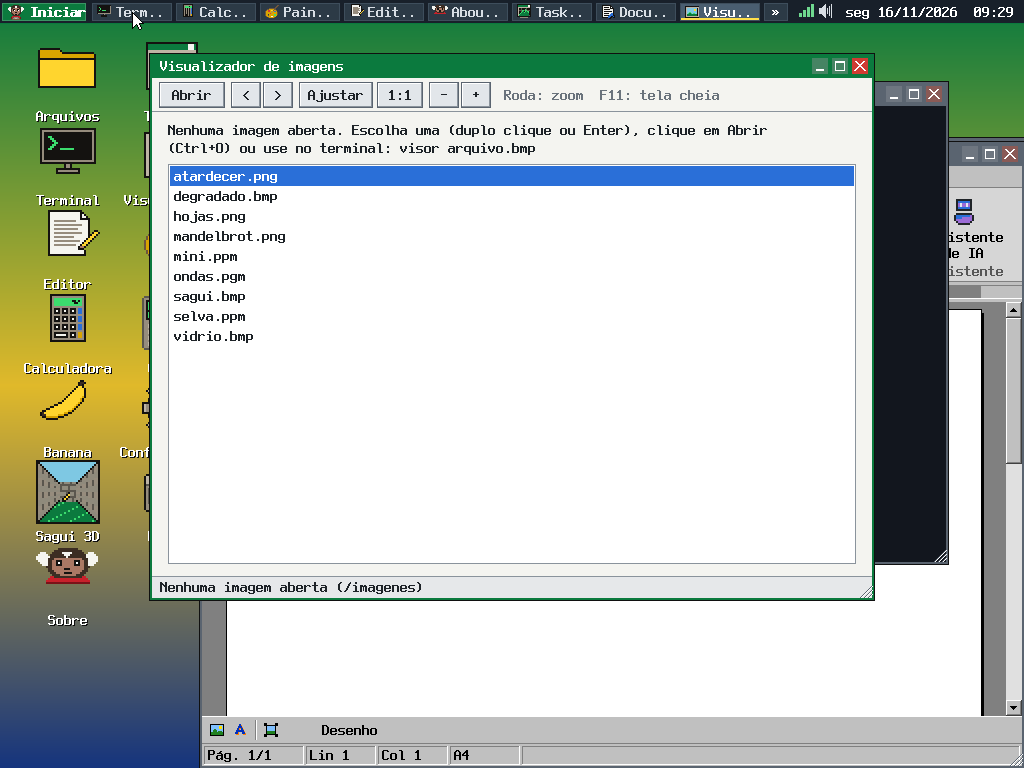 Iniciar Term.. Calc.. Pain.. Edit.. Abou.. Task.. Docu.. Visu.. » seg 16/11/2026 09:29
Visualizador de imagens
Abrir < > Ajustar 1:1 - + Roda: zoom F11: tela cheia
Nenhuma imagem aberta. Escolha uma (duplo clique ou Enter), clique em Abrir
(Ctrl+O) ou use no terminal: visor arquivo.bmp
atardecer.png
degradado.bmp
hojas.png
mandelbrot.png
mini.ppm
ondas.pgm
sagui.bmp
selva.ppm
vidrio.bmp
Nenhuma imagem aberta (/imagenes)
Arquivos
Terminal
Editor
Calculadora
Banana
Sagui 3D
Sobre
Vis
Conf
istente
de IA
istente
Desenho
Pág. 1/1 Lin 1 Col 1 A4